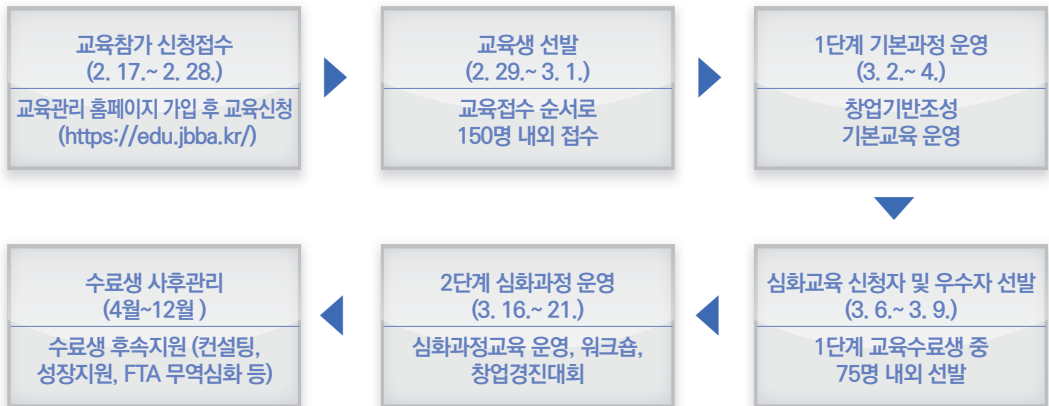 교육참가 신청접수
(2. 17.~ 2. 28.)
교육관리 홈페이지 가입 후 교육신청
(https://edu.jbba.kr/)
교육생 선발
(2. 29.~ 3. 1.)
교육접수 순서로
150명 내외 접수
1단계 기본과정 운영
(3. 2.~ 4.)
창업기반조성
기본교육 운영
심화교육 신청자 및 우수자 선발
(3. 6.~ 3. 9.)
1단계 교육수료생 중
75명 내외 선발
2단계 심화과정 운영
(3. 16.~ 21.)
심화과정교육 운영, 워크숍,
창업경진대회
수료생 사후관리
(4월~12월 )
수료생 후속지원 (컨설팅,
성장지원, FTA 무역심화 등)